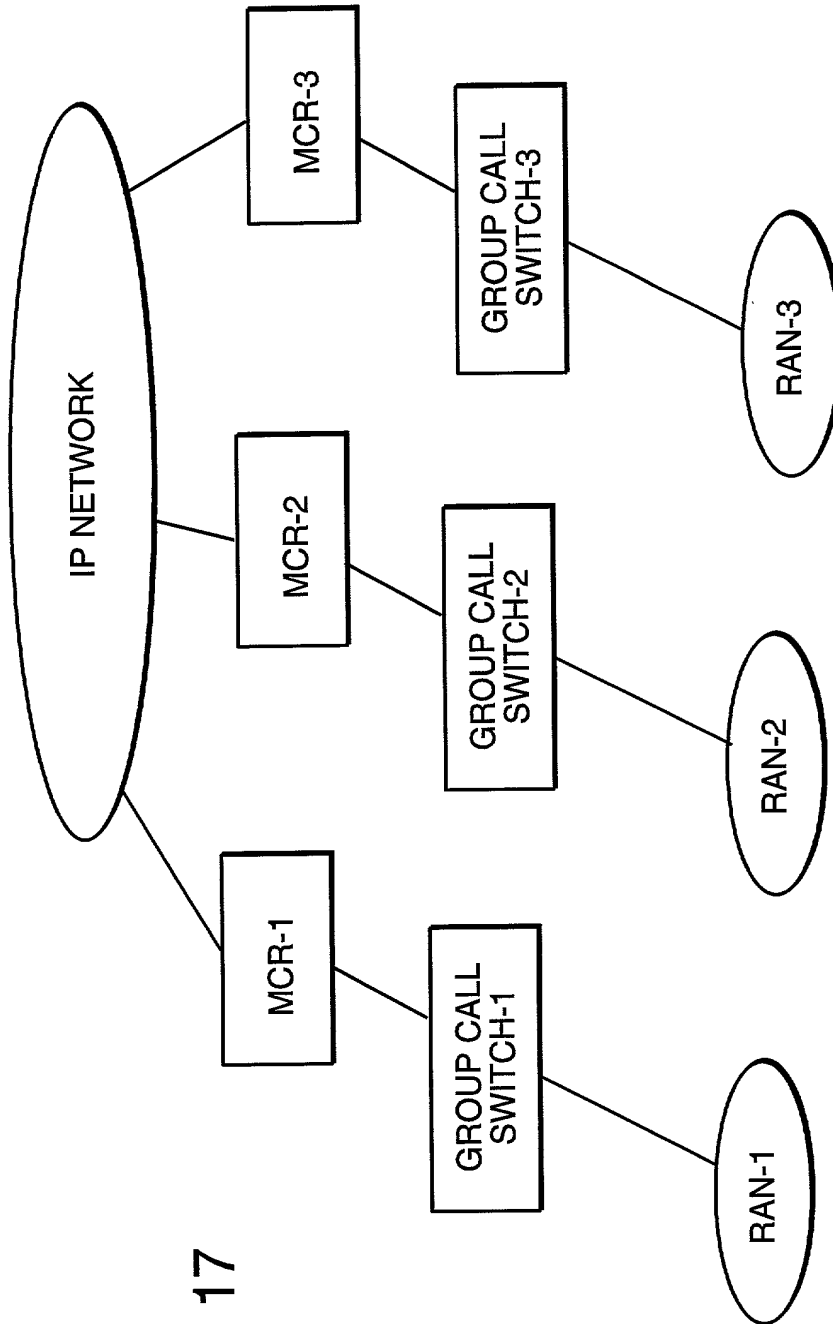 IP NETWORK
MCR-1
MCR-2
MCR-3
GROUP CALL
SWITCH-1
GROUP CALL
SWITCH-2
GROUP CALL
SWITCH-3
RAN-1
RAN-2
RAN-3
17